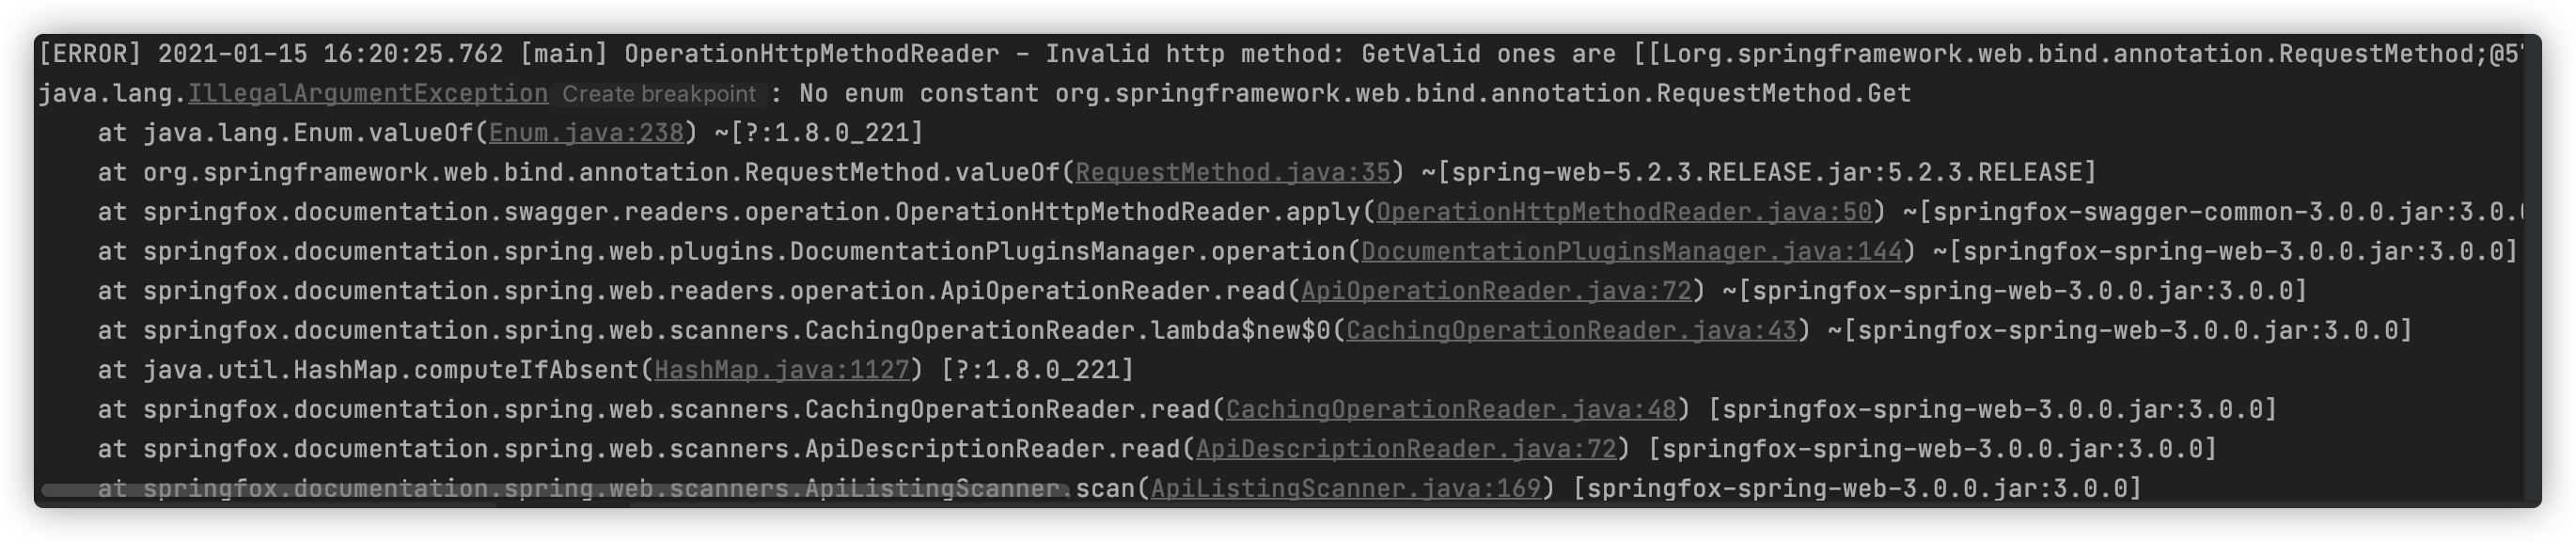 [ERROR] 2021-01-15 16:20:25.762 [main] OperationHttpMethodReader - Invalid http method: GetValid ones are [[Lorg.springframework.web.bind.annotation.RequestMethod;@5
java.lang.IllegalArgumentException Create breakpoint : No enum constant org.springframework.web.bind.annotation.RequestMethod.Get
at java.lang.Enum.valueOf(Enum.java:238) ~[?:1.8.0_221]
at org.springframework.web.bind.annotation.RequestMethod.valueOf(RequestMethod.java:35) ~[spring-web-5.2.3.RELEASE.jar:5.2.3.RELEASE]
at springfox.documentation.swagger.readers.operation.OperationHttpMethodReader.apply(OperationHttpMethodReader.java:50) ~[springfox-swagger-common-3.0.0.jar:3.0.
at springfox.documentation.spring.web.plugins.DocumentationPluginsManager.operation(DocumentationPluginsManager.java:144) ~[springfox-spring-web-3.0.0.jar:3.0.0]
at springfox.documentation.spring.web.readers.operation.ApiOperationReader.read(ApiOperationReader.java:72) ~[springfox-spring-web-3.0.0.jar:3.0.0]
at springfox.documentation.spring.web.scanners.CachingOperationReader.lambda$new$0(CachingOperationReader.java:43) ~[springfox-spring-web-3.0.0.jar:3.0.0]
at java.util.HashMap.computeIfAbsent(HashMap.java:1127) [?:1.8.0_221]
at springfox.documentation.spring.web.scanners.CachingOperationReader.read(CachingOperationReader.java:48) [springfox-spring-web-3.0.0.jar:3.0.0]
at springfox.documentation.spring.web.scanners.ApiDescriptionReader.read(ApiDescriptionReader.java:72) [springfox-spring-web-3.0.0.jar:3.0.0]
at springfox.documentation.spring.web.scanners.ApiListingScanner.scan(ApiListingScanner.java:169) [springfox-spring-web-3.0.0.jar:3.0.0]